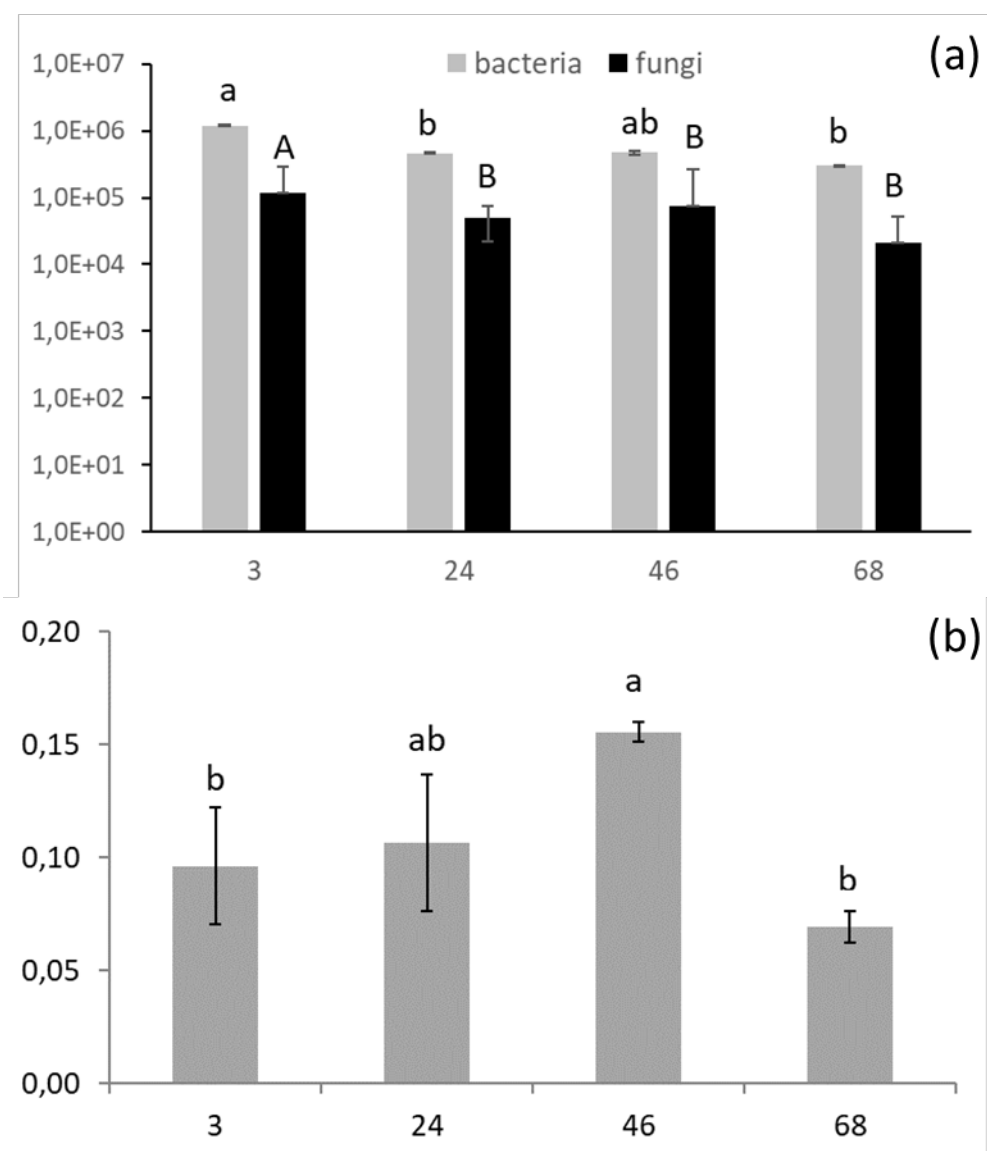 (a)
bacteria fungi
1,0E+07
1,0E+06
1,0E+05
1,0E+04
1,0E+03
1,0E+02
1,0E+01
1,0E+00
a A b B ab B b B
3 24 46 68
(b)
0,20
0,15
0,10
0,05
0,00
b ab a b
3 24 46 68